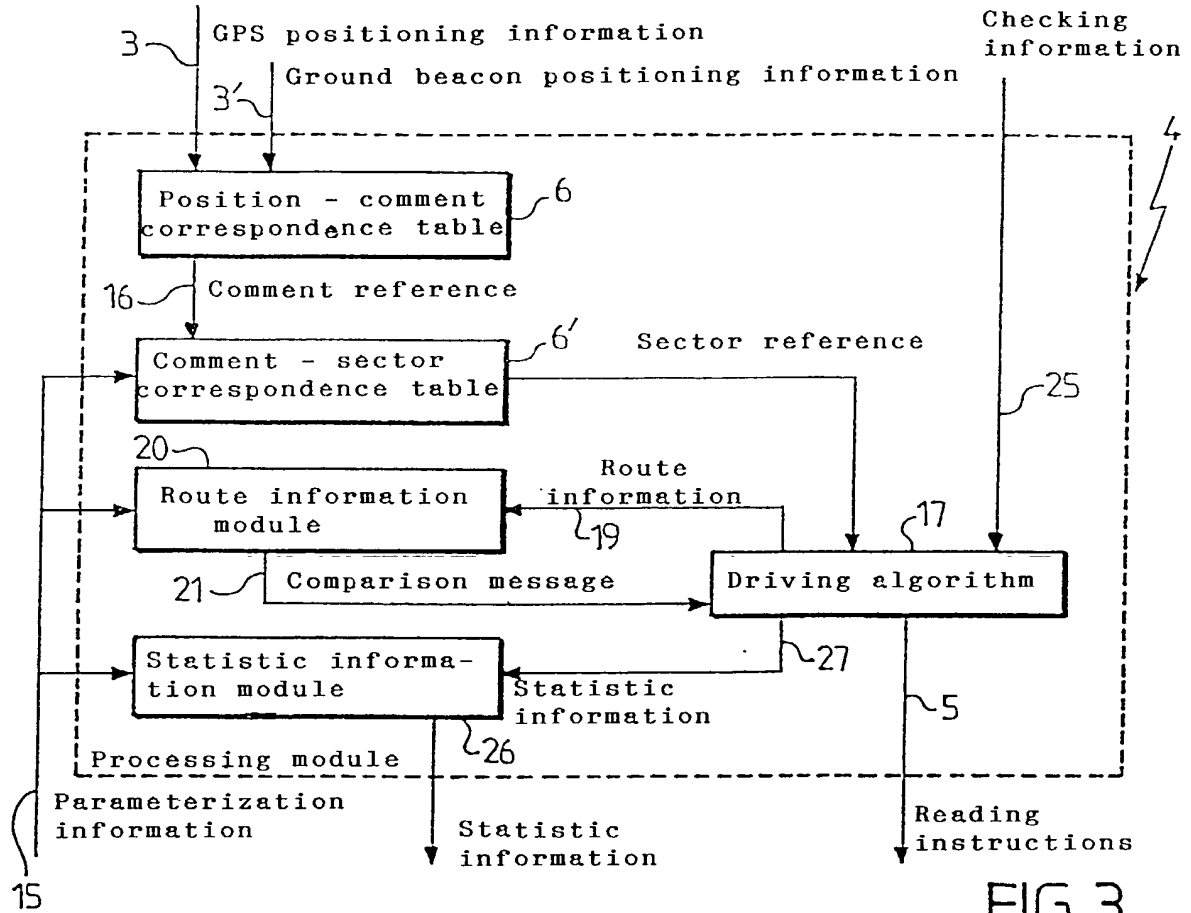 3
GPS positioning information
Checking
information
3'
Ground beacon positioning information
4
Position - comment
correspondence table
6
16
Comment reference
6'
Sector reference
Comment - sector
correspondence table
25
20
Route
information
Route information
module
19
17
21
Comparison message
Driving algorithm
Statistic informa-
tion module
27
Statistic
information
5
26
Processing module
Parameterization
information
Statistic
information
Reading
instructions
15
FIG.3